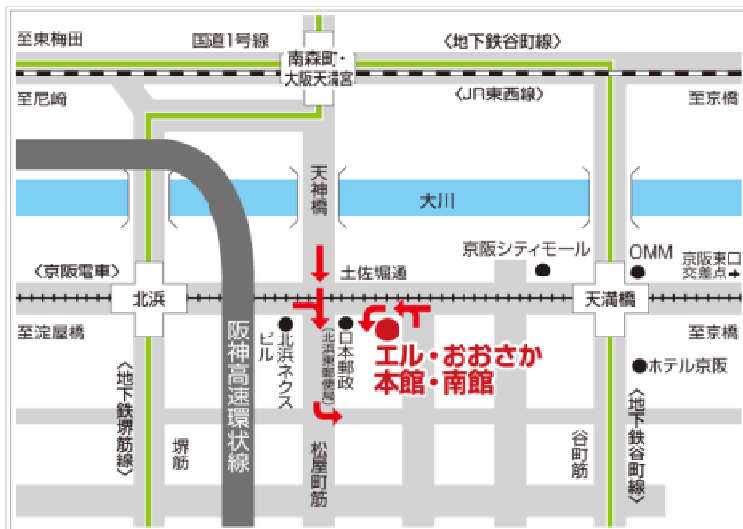 至東梅田
国道1号線
南森町・
大阪天満宮
〈地下鉄谷町線〉
至尼崎
〈JR東西線〉
至京橋
天神橋
大川
京阪シティモール
OMM
京阪東口
交差点➡
〈京阪電車〉
土佐堀通
北浜
天満橋
至淀屋橋
至京橋
北浜ネクス
ビル
日本郵政
(北浜東郵便局)
エル・おおさか
本館・南館
ホテル京阪
阪神高速環状線
〈地下鉄堺筋線〉
堺筋
松屋町筋
谷町筋
〈地下鉄谷町線〉